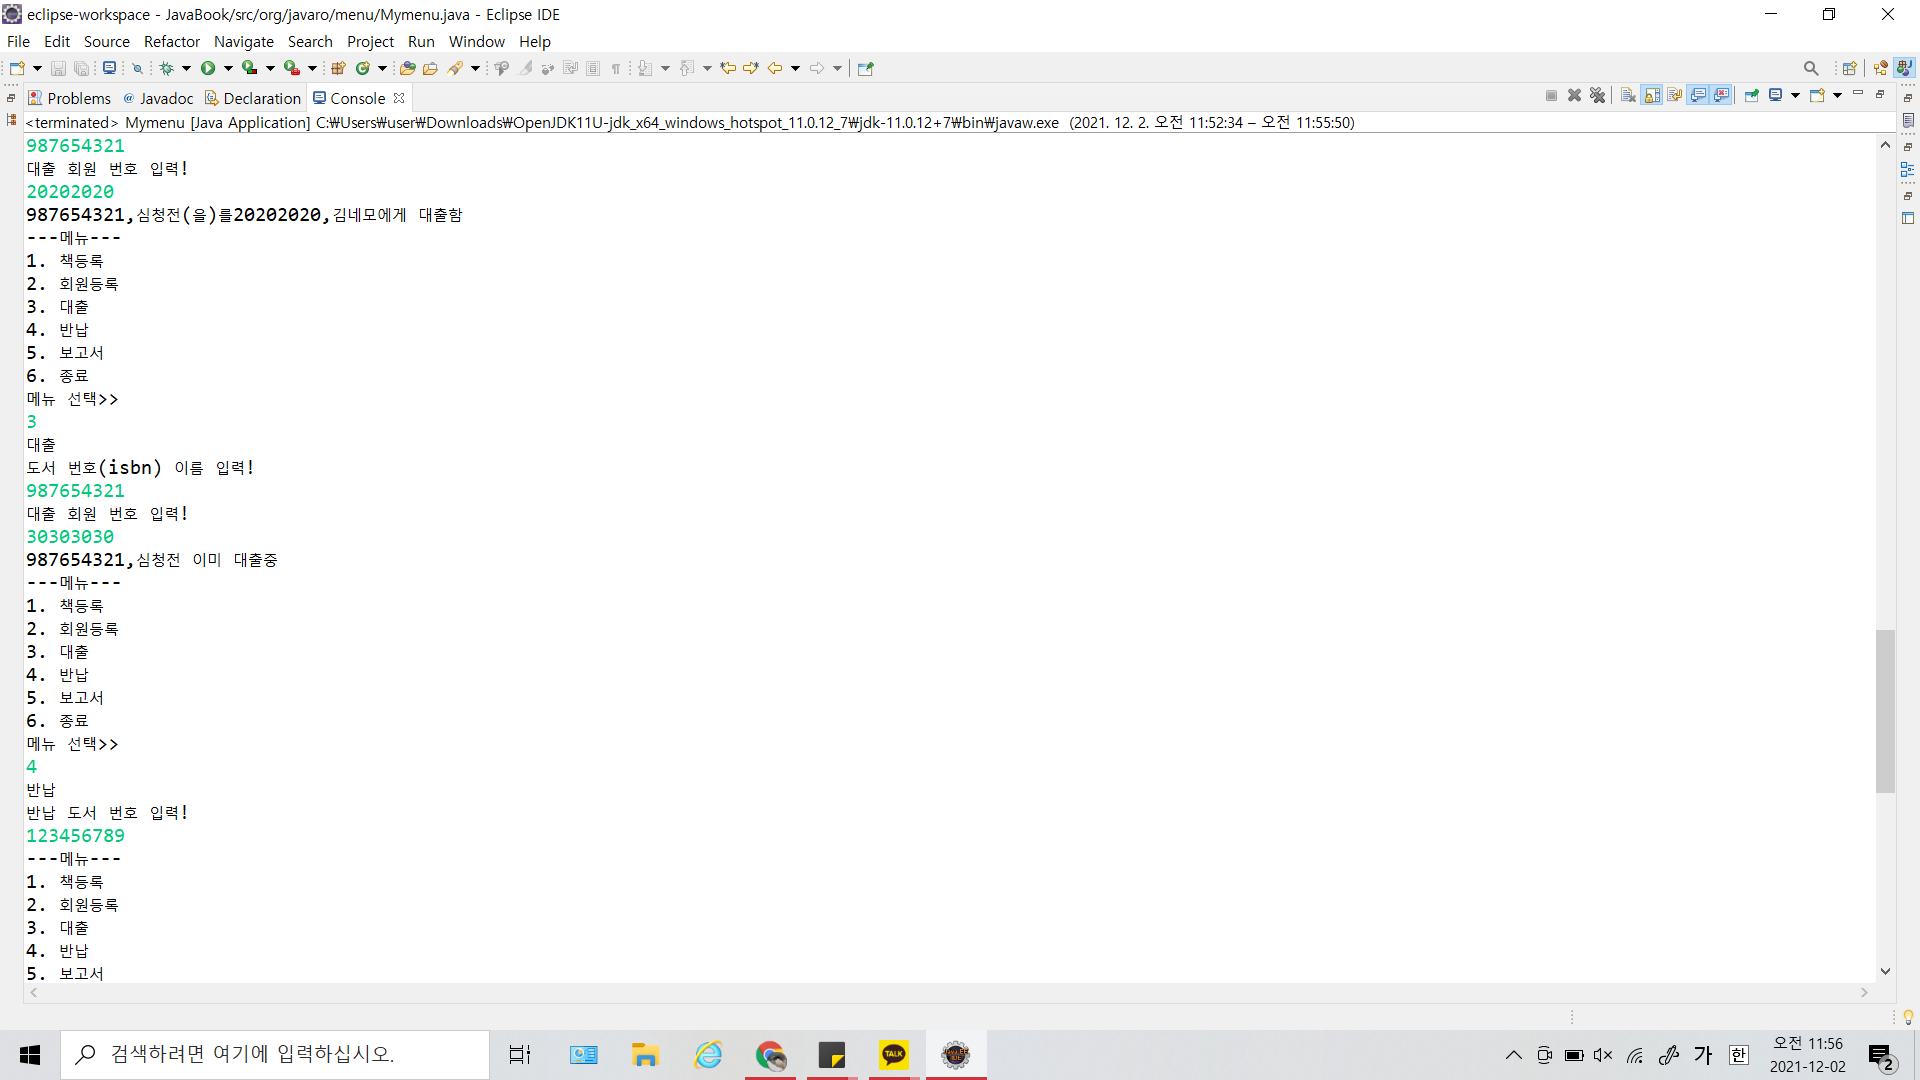 eclipse-workspace - JavaBook/src/org/javaro/menu/Mymenu.java - Eclipse IDE
File Edit Source Refactor Navigate Search Project Run Window Help
Problems @ Javadoc Declaration Console
<terminated> Mymenu [Java Application] C:₩Users₩user₩Downloads₩OpenJDK11U-jdk_x64_windows_hotspot_11.0.12_7₩jdk-11.0.12+7₩bin₩javaw.exe (2021. 12. 2. 오전 11:52:34 – 오전 11:55:50)
987654321
대출 회원 번호 입력!
20202020
987654321,심청전(을)를20202020,김네모에게 대출함
---메뉴---
1. 책등록
2. 회원등록
3. 대출
4. 반납
5. 보고서
6. 종료
메뉴 선택>>
3
대출
도서 번호(isbn) 이름 입력!
987654321
대출 회원 번호 입력!
30303030
987654321,심청전 이미 대출중
---메뉴---
1. 책등록
2. 회원등록
3. 대출
4. 반납
5. 보고서
6. 종료
메뉴 선택>>
4
반납
반납 도서 번호 입력!
123456789
---메뉴---
1. 책등록
2. 회원등록
3. 대출
4. 반납
5. 보고서
검색하려면 여기에 입력하십시오.
TALK
가 한
오전 11:56
2021-12-02
2